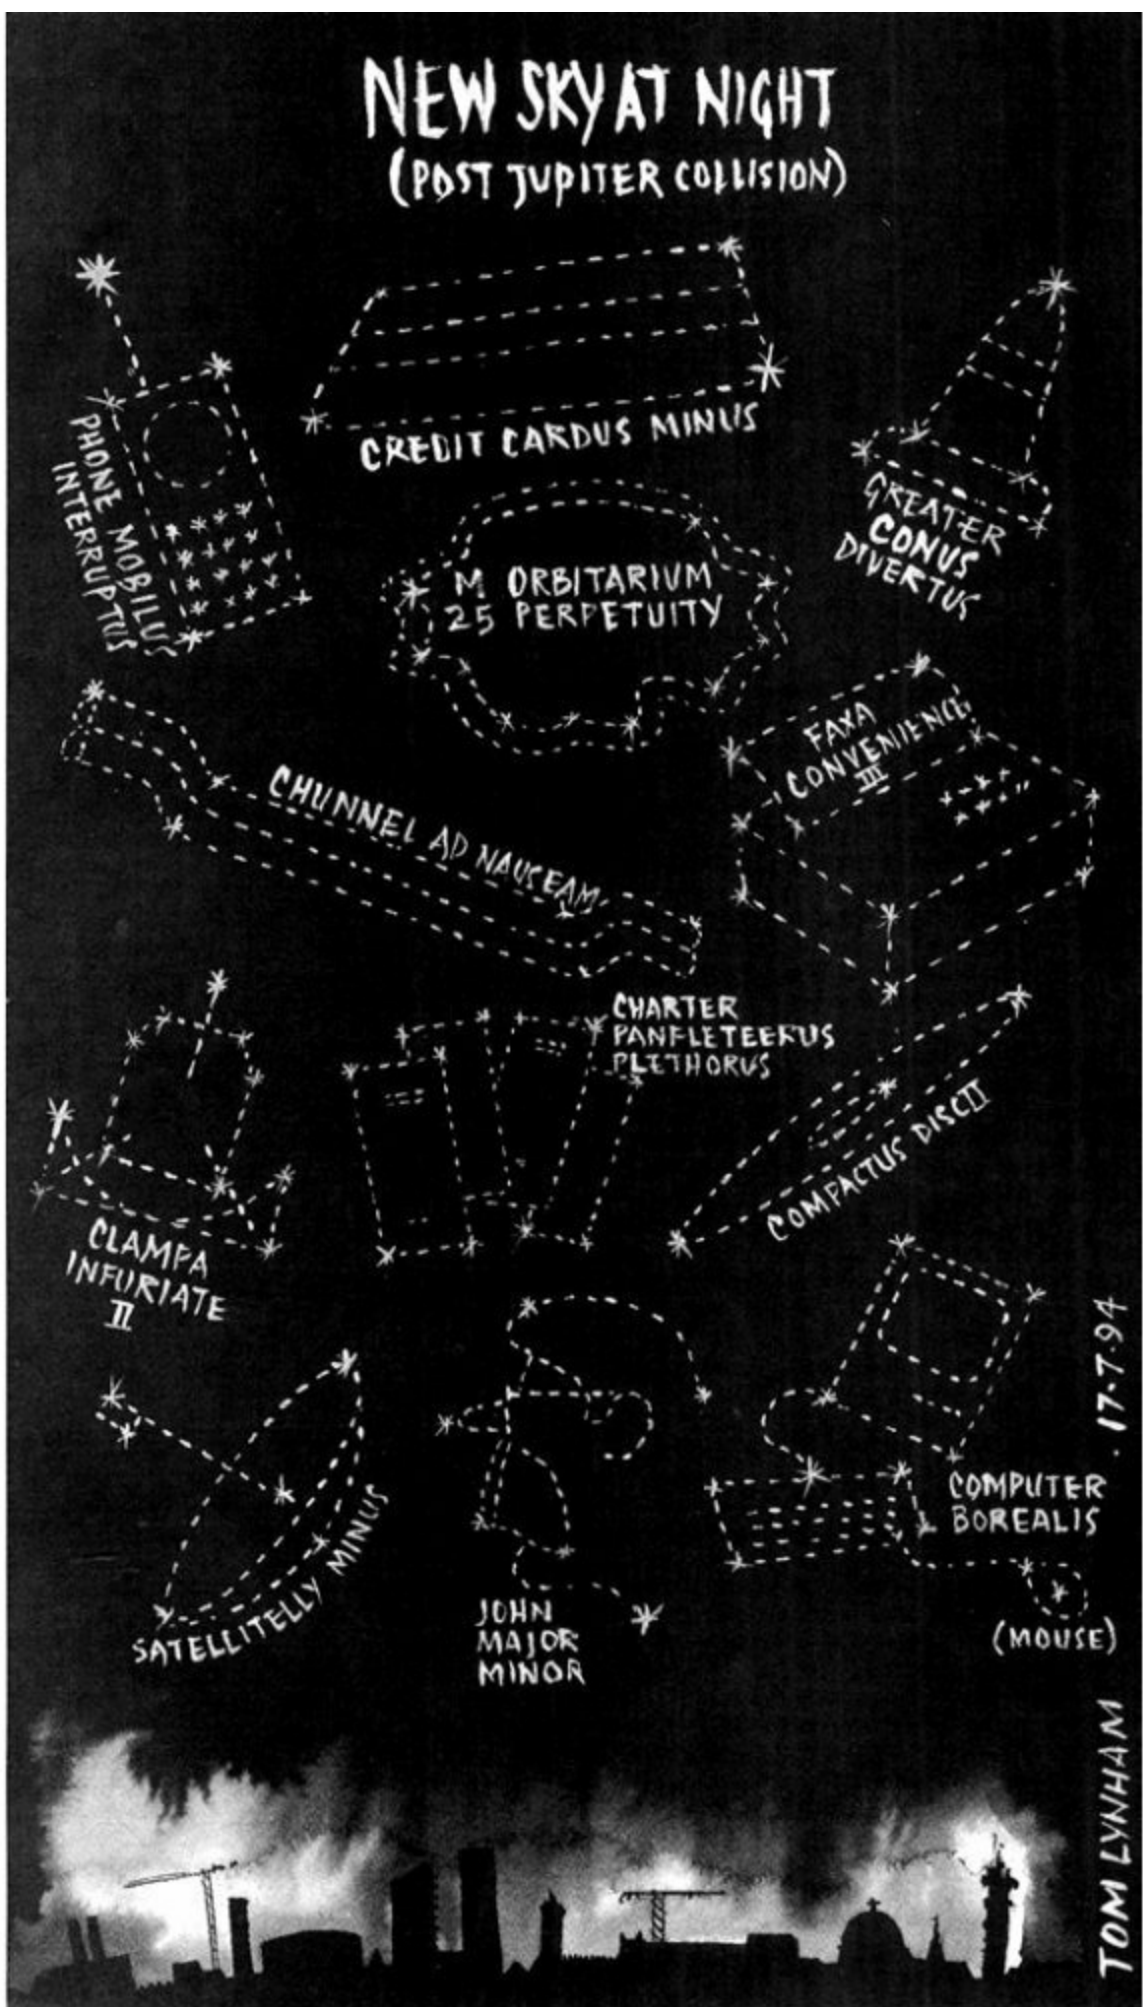 NEW SKY AT NIGHT
(POST JUPITER COLLISION)
CREDIT CARDUS MINUS
PHONE MOBILUS
INTERRUPTUS
GREATER
CONUS
DIVERTUS
M ORBITARIUM
25 PERPETUITY
FAXA
CONVENIENCE
III
CHUNNEL AD NAUSEAM
CHARTER
PANFLETEERUS
PLETHORUS
COMPACTUS DISC II
CLAMPA
INFURIATE
II
SATELLITELLY MINUS
JOHN
MAJOR
MINOR
COMPUTER
BOREALIS
(MOUSE)
TOM LYNHAM . 17.7.94